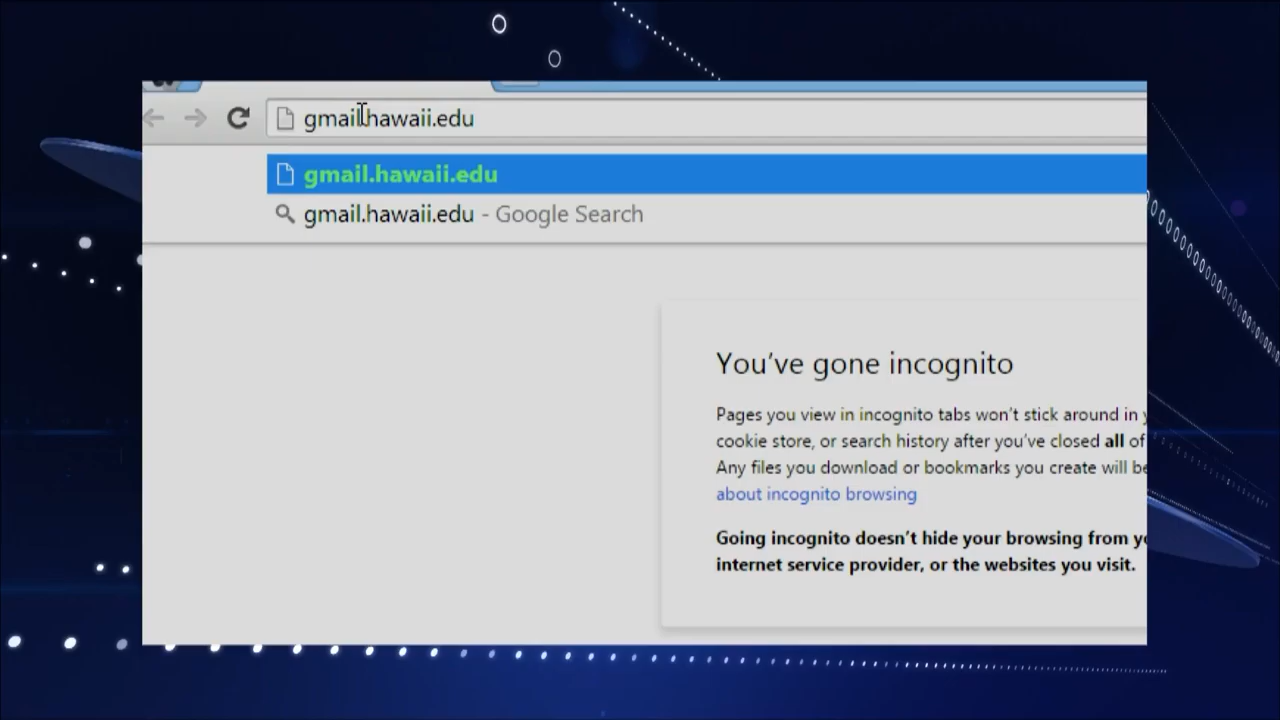 gmail.hawaii.edu
gmail.hawaii.edu
gmail.hawaii.edu - Google Search
You've gone incognito
Pages you view in incognito tabs won't stick around in
cookie store, or search history after you've closed all of
Any files you download or bookmarks you create will be
about incognito browsing
Going incognito doesn't hide your browsing from
internet service provider, or the websites you visit.